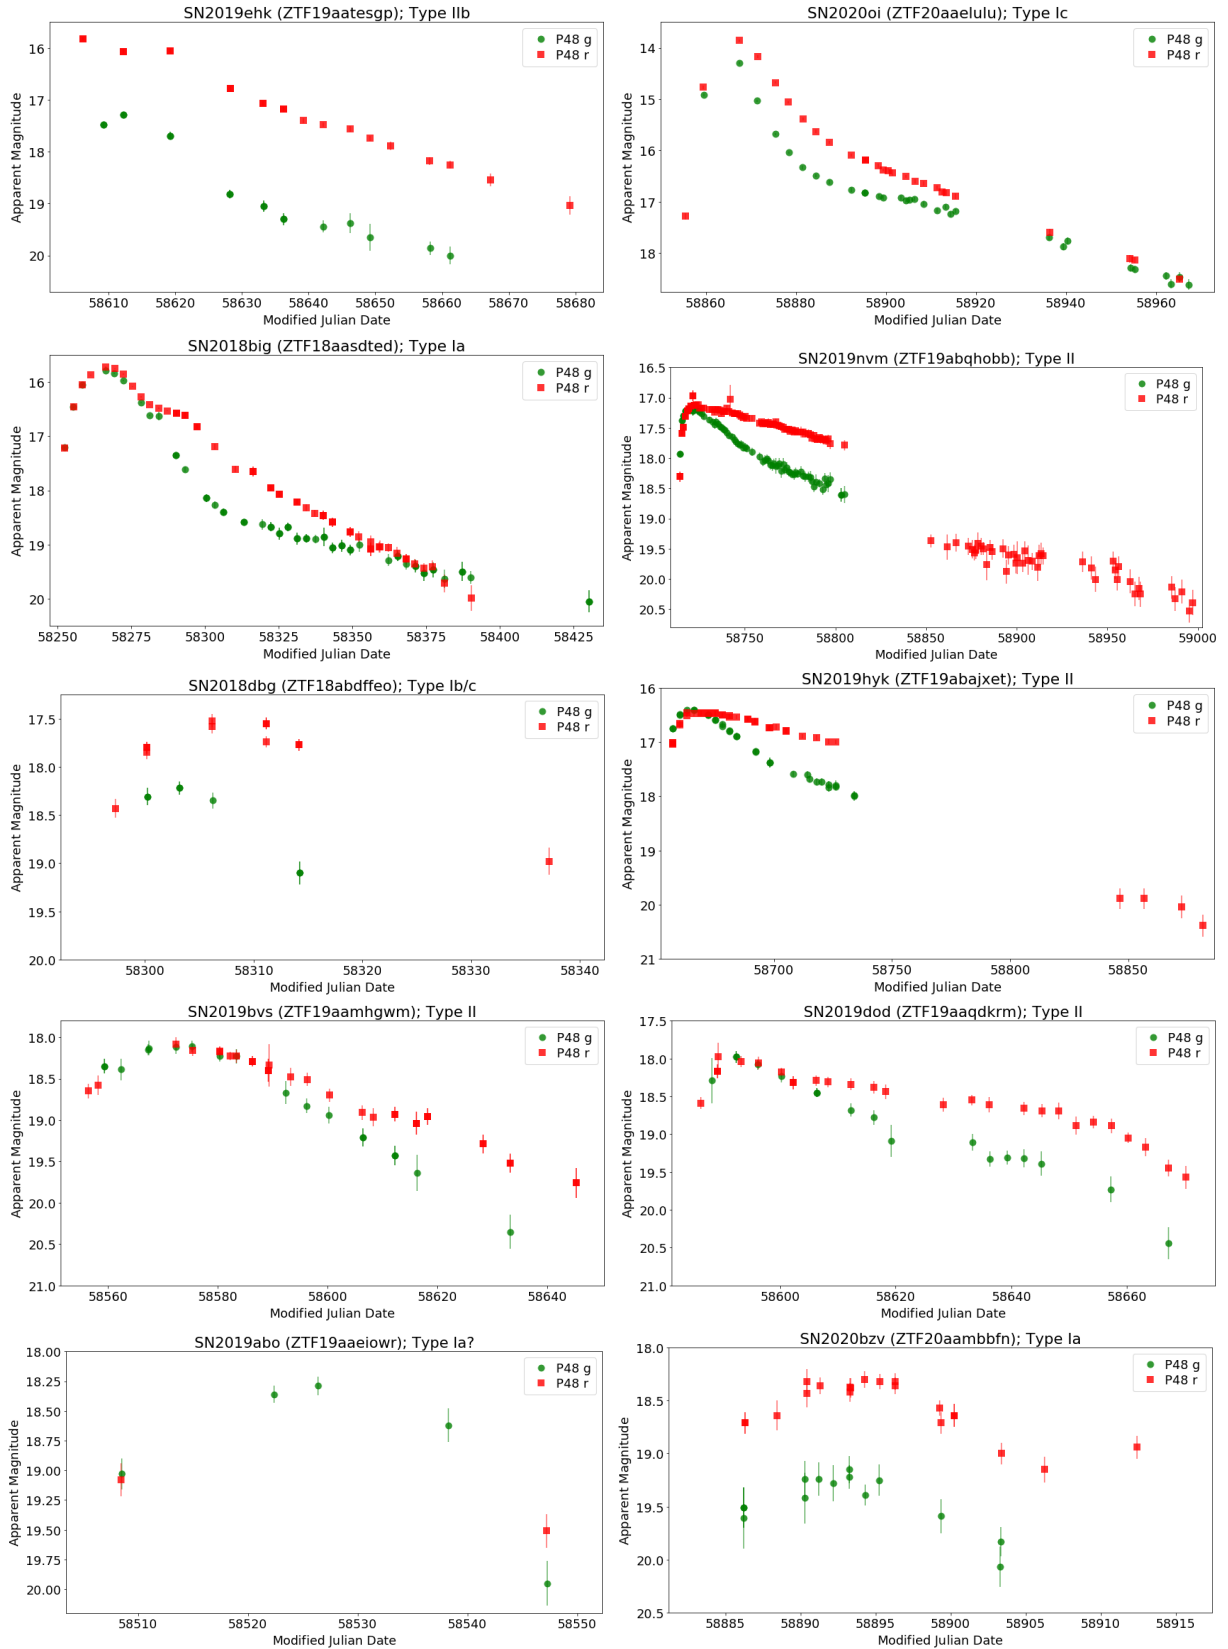 SN2019ehk (ZTF19aatesgp); Type IIb
P48 g
P48 r
Apparent Magnitude
16
17
18
19
20
58610 58620 58630 58640 58650 58660 58670 58680
Modified Julian Date
SN2020oi (ZTF20aaelulu); Type Ic
P48 g
P48 r
Apparent Magnitude
14
15
16
17
18
58860 58880 58900 58920 58940 58960
Modified Julian Date
SN2018big (ZTF18aasdted); Type Ia
P48 g
P48 r
Apparent Magnitude
16
17
18
19
20
58250 58275 58300 58325 58350 58375 58400 58425
Modified Julian Date
SN2019nvm (ZTF19abqhobb); Type II
P48 g
P48 r
Apparent Magnitude
16.5
17.0
17.5
18.0
18.5
19.0
19.5
20.0
20.5
58750 58800 58850 58900 58950 59000
Modified Julian Date
SN2018dbg (ZTF18abdffeo); Type Ib/c
P48 g
P48 r
Apparent Magnitude
17.5
18.0
18.5
19.0
19.5
20.0
58300 58310 58320 58330 58340
Modified Julian Date
SN2019hyk (ZTF19abajxet); Type II
P48 g
P48 r
Apparent Magnitude
16
17
18
19
20
21
58700 58750 58800 58850
Modified Julian Date
SN2019bvs (ZTF19aamhgwm); Type II
P48 g
P48 r
Apparent Magnitude
18.0
18.5
19.0
19.5
20.0
20.5
21.0
58560 58580 58600 58620 58640
Modified Julian Date
SN2019dod (ZTF19aaqdkrm); Type II
P48 g
P48 r
Apparent Magnitude
17.5
18.0
18.5
19.0
19.5
20.0
20.5
21.0
58600 58620 58640 58660
Modified Julian Date
SN2019abo (ZTF19aaeiowr); Type Ia?
P48 g
P48 r
Apparent Magnitude
18.00
18.25
18.50
18.75
19.00
19.25
19.50
19.75
20.00
58510 58520 58530 58540 58550
Modified Julian Date
SN2020bzv (ZTF20aambbfn); Type Ia
P48 g
P48 r
Apparent Magnitude
18.0
18.5
19.0
19.5
20.0
20.5
58885 58890 58895 58900 58905 58910 58915
Modified Julian Date